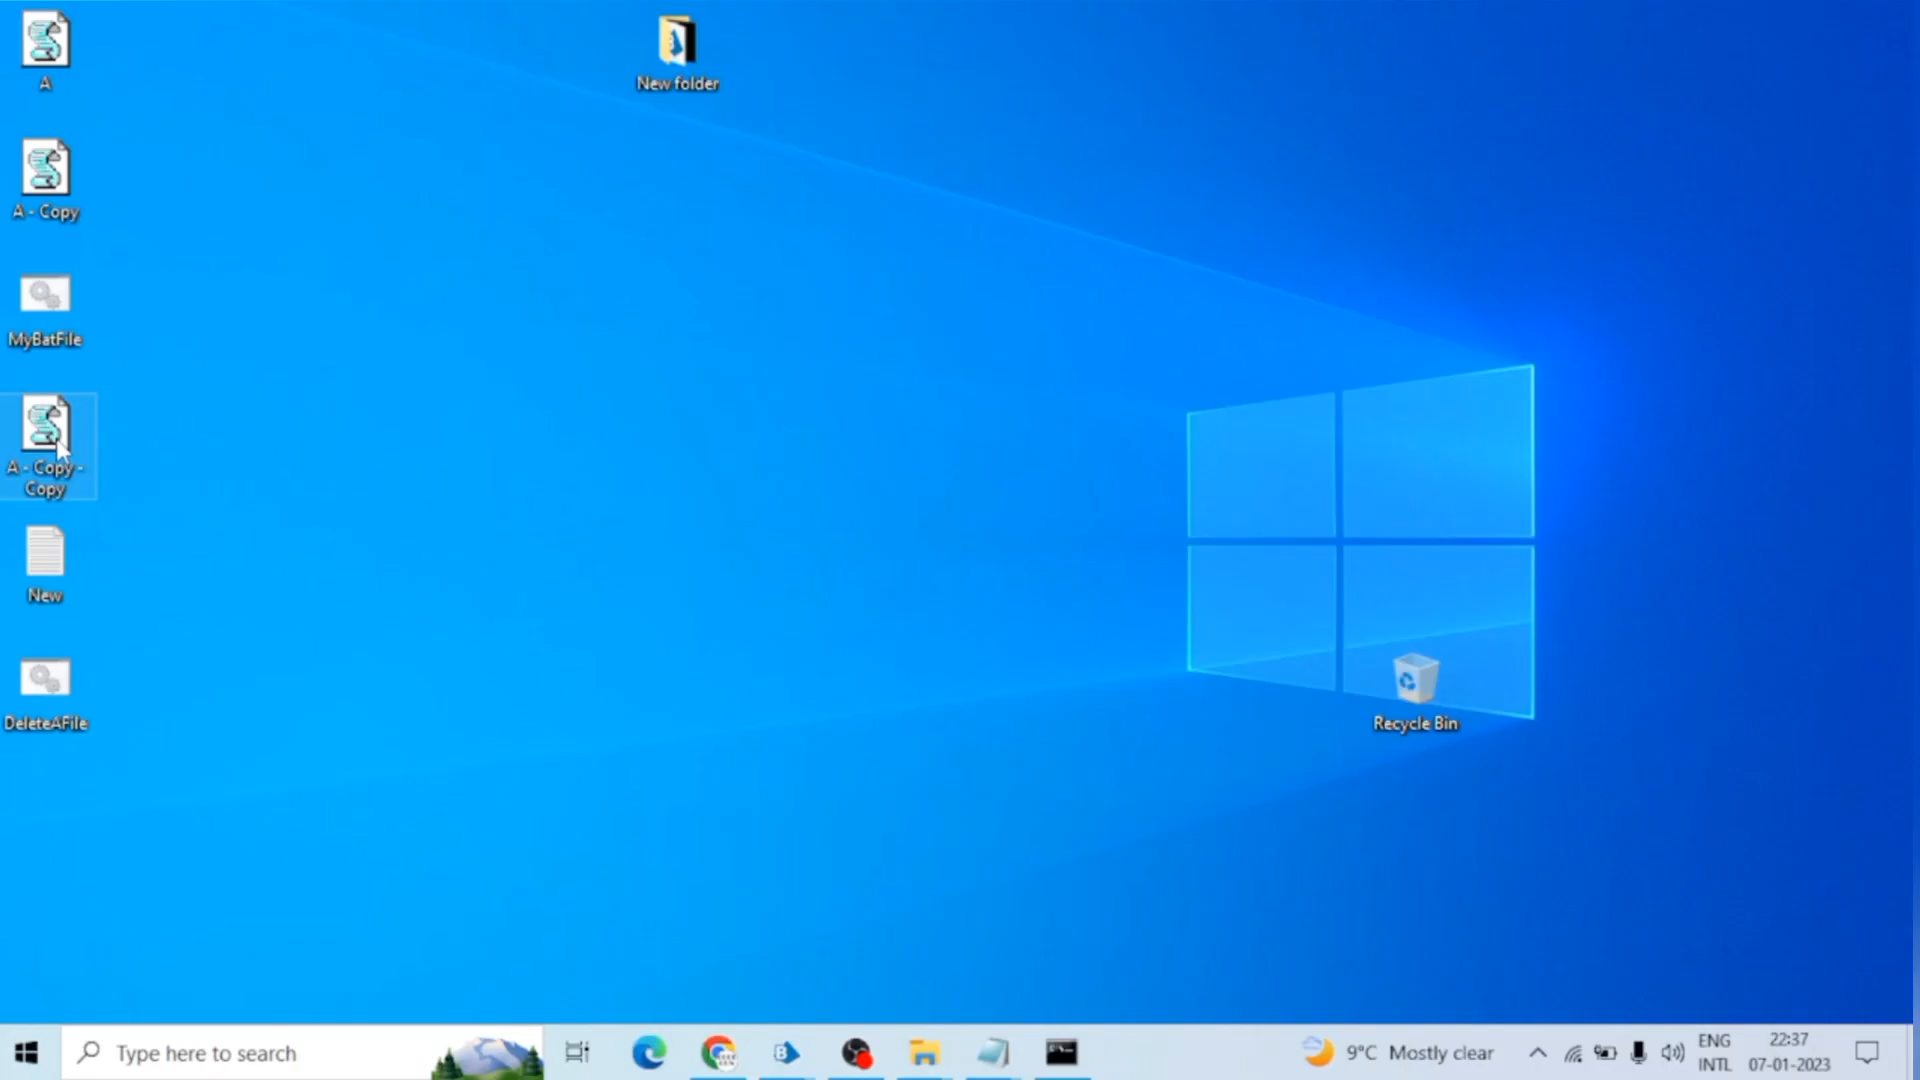 A
New folder
A - Copy
MyBatFile
A - Copy -
Copy
New
DeleteAFile
Recycle Bin
Type here to search
9°C Mostly clear
ENG
INTL
22:37
07-01-2023